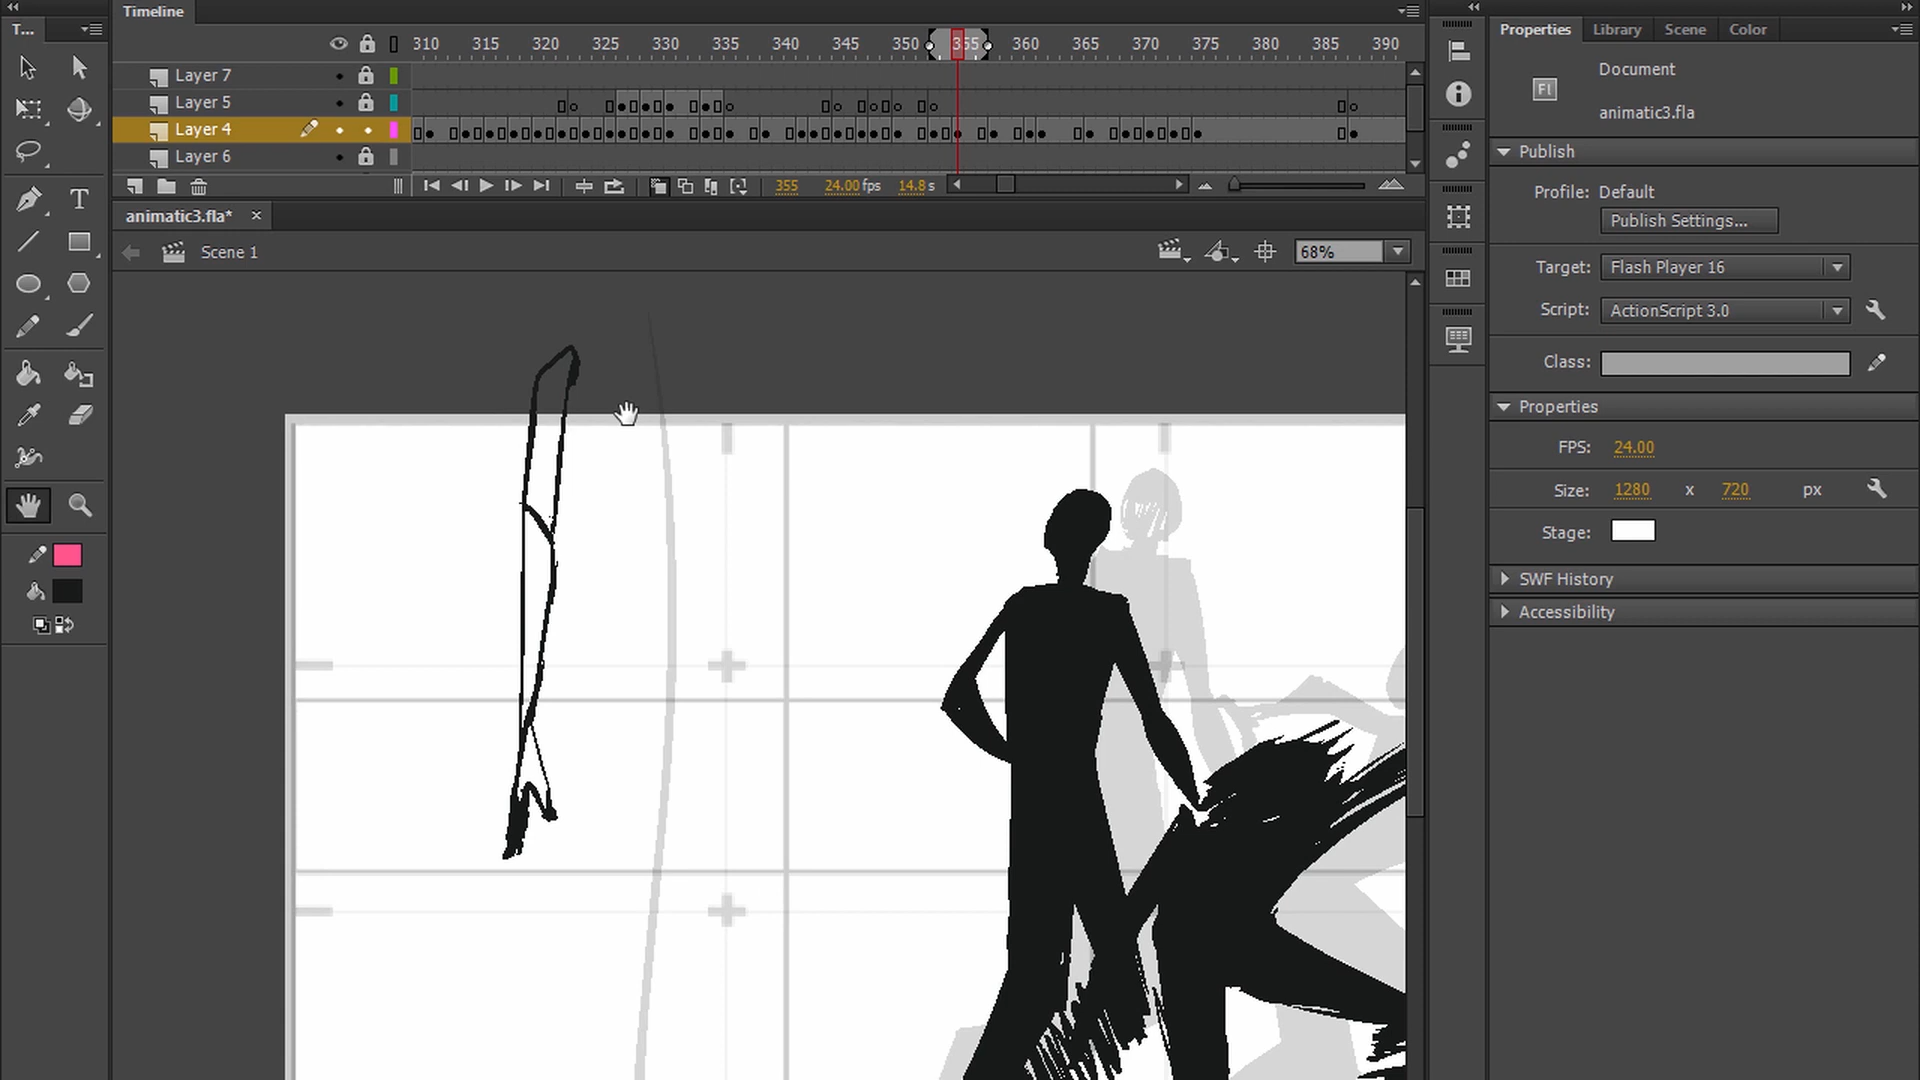 Timeline
T...
310 315 320 325 330 335 340 345 350 355 360 365 370 375 380 385 390
Layer 7
Layer 5
Layer 4
Layer 6
355 24.00 fps 14.8 s
animatic3.fla*
Scene 1
68%
Properties Library Scene Color
Document
Fl
animatic3.fla
Publish
Profile: Default
Publish Settings...
Target: Flash Player 16
Script: ActionScript 3.0
Class:
Properties
FPS: 24.00
Size: 1280 x 720 px
Stage:
SWF History
Accessibility